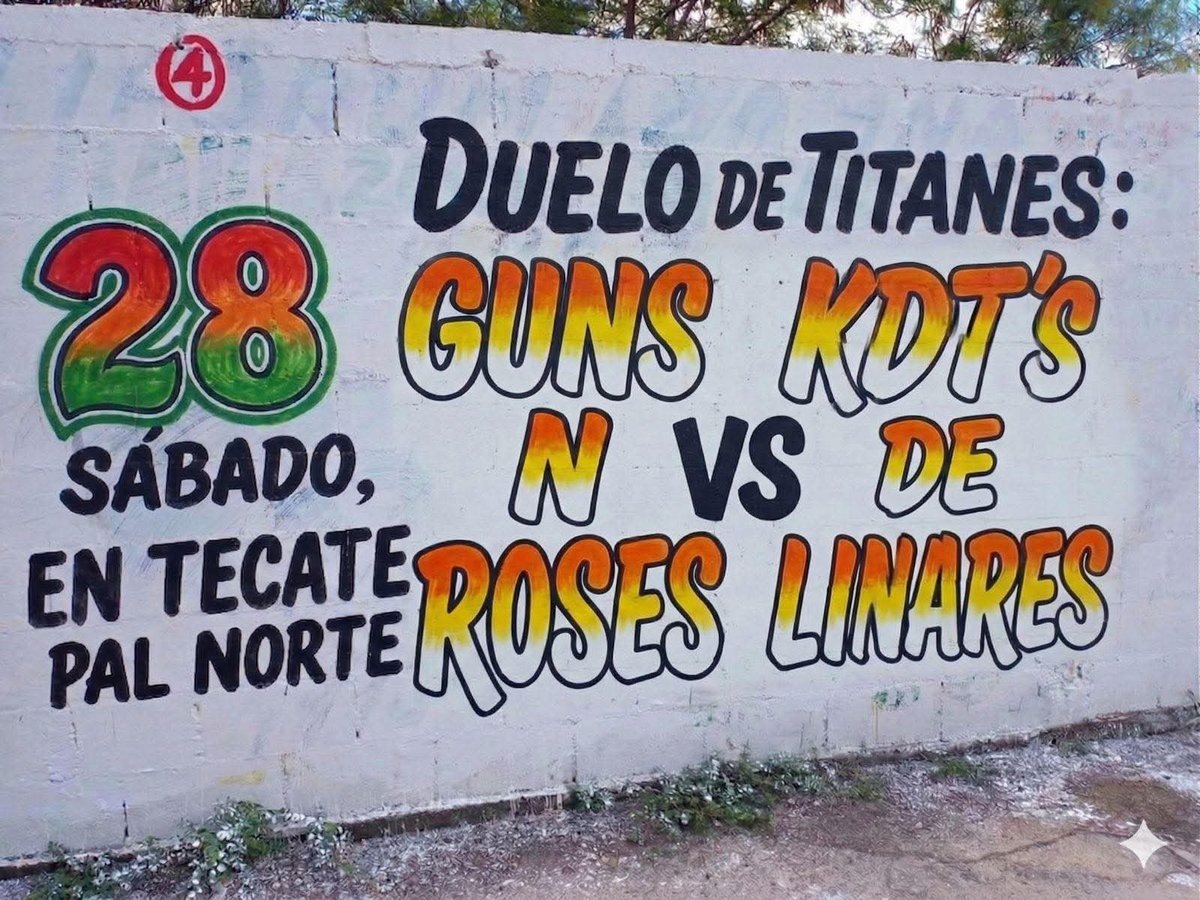 4
28
SÁBADO,
EN TECATE
PAL NORTE
DUELO DE TITANES:
GUNS KDT'S
N VS DE
ROSES LINARES